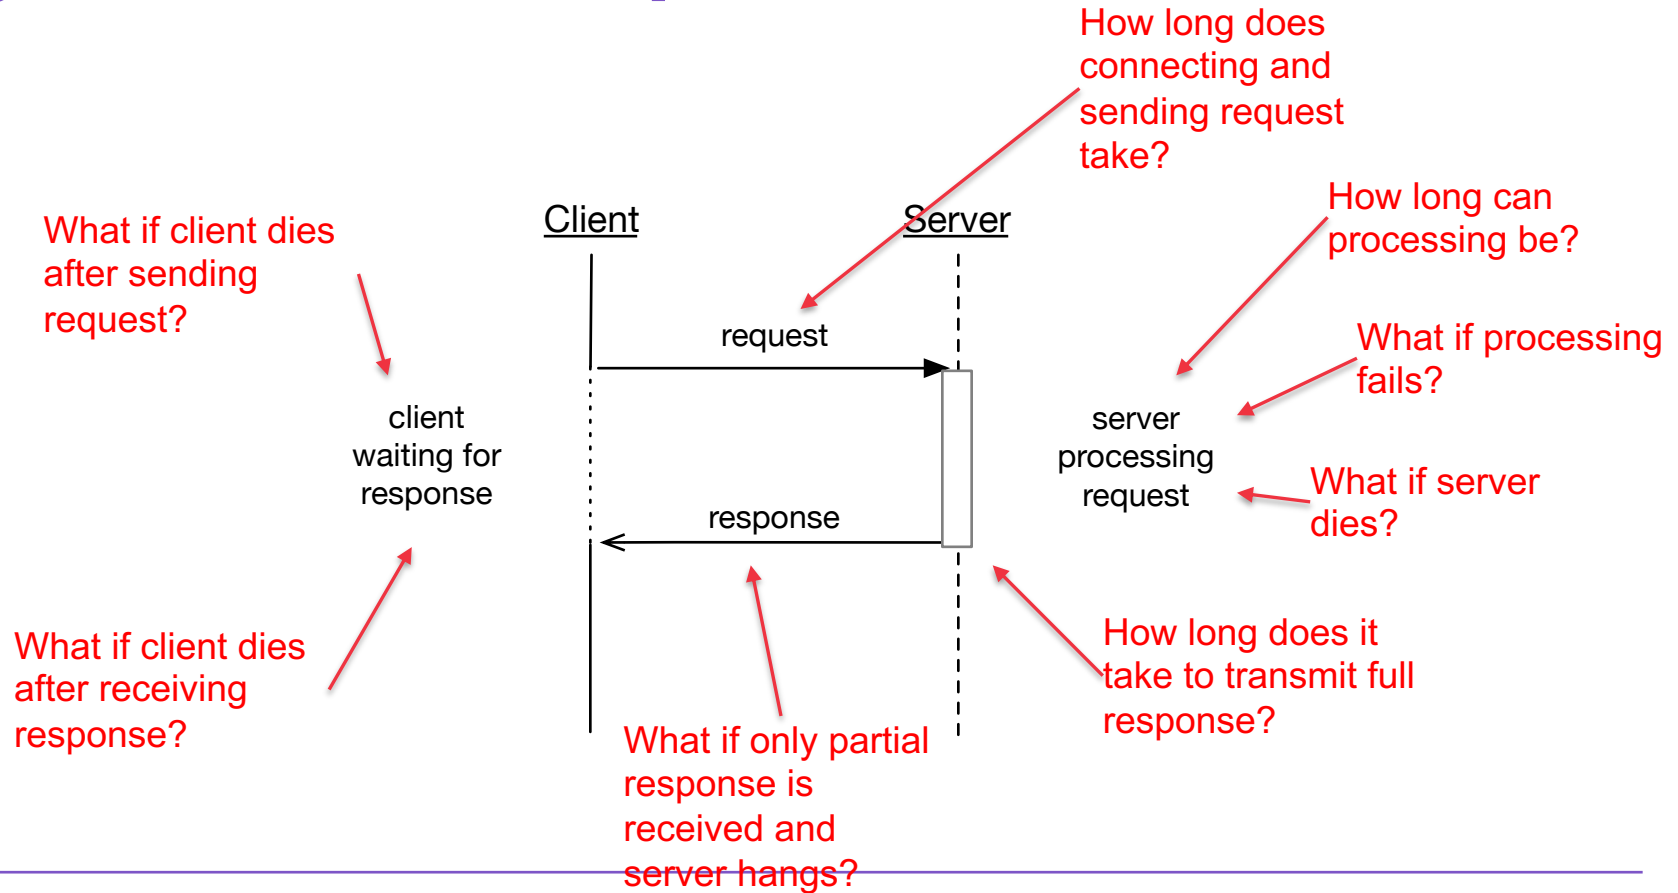 How long does
connecting and
sending request
take?
How long can
processing be?
What if client dies
after sending
request?
Client
Server
request
What if processing
fails?
client
waiting for
response
server
processing
request
What if server
dies?
response
What if client dies
after receiving
response?
How long does it
take to transmit full
response?
What if only partial
response is
received and
server hangs?